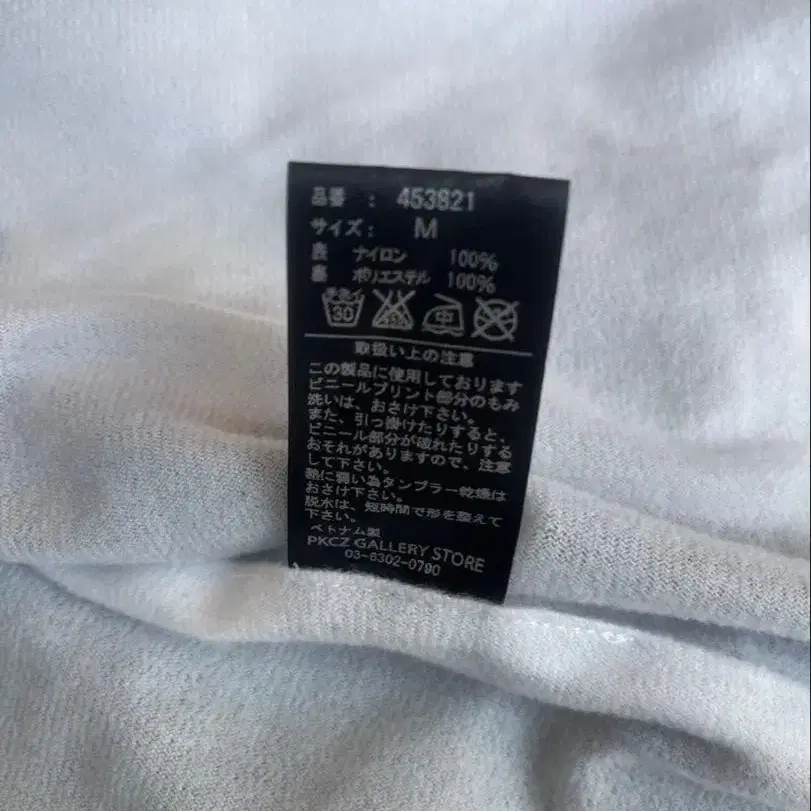 品番 : 453821
サイズ: M
表 ナイロン 100%
裏 ポリエステル 100%
30 中
取扱い上の注意
この製品に使用しております
ビニールプリント部分のもみ
洗いは、おさけ下さい。
また、引っ掛けたりすると、
ビニール部分が破れたりする
おそれがありますので、注意
して下さい。
熱に弱い為タンブラー乾燥は
おさけ下さい。
脱水は、短時間で形を整えて
下さい。
ベトナム製
PKCZ GALLERY STORE
03-6302-0790